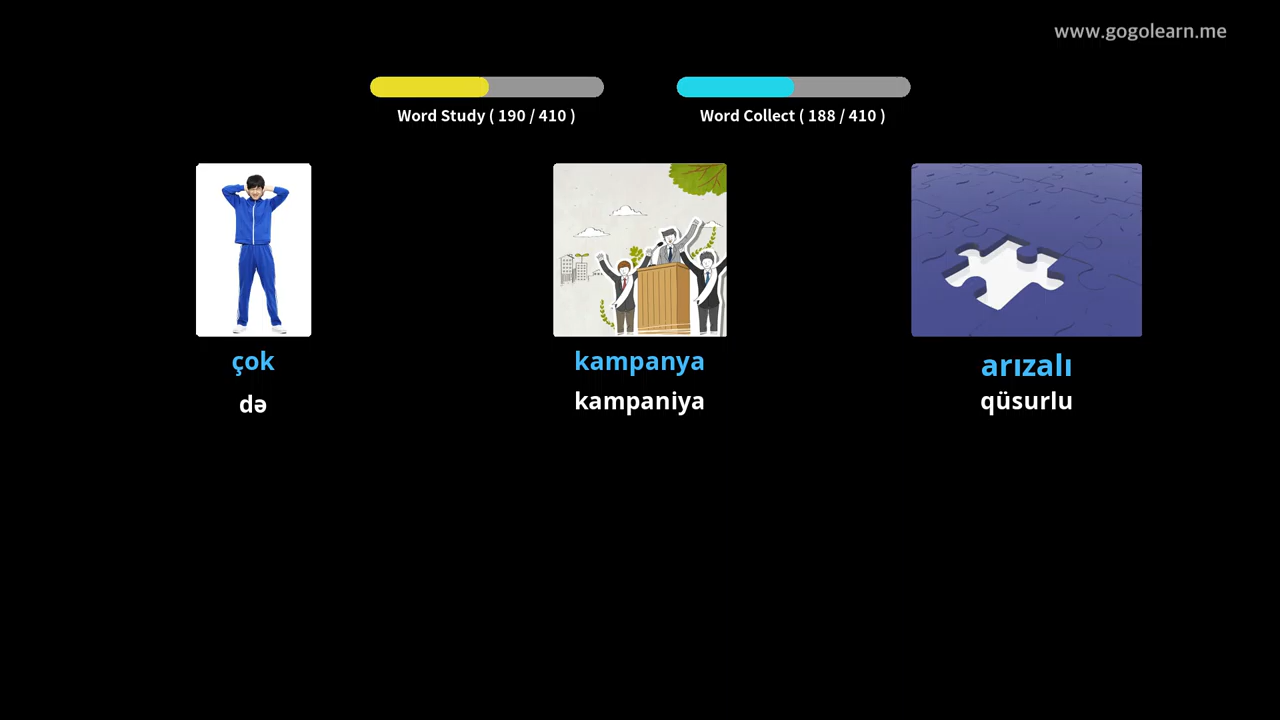 www.gogolearn.me
Word Study ( 190 / 410 )
Word Collect ( 188 / 410 )
çok
də
kampanya
kampaniya
arızalı
qüsurlu